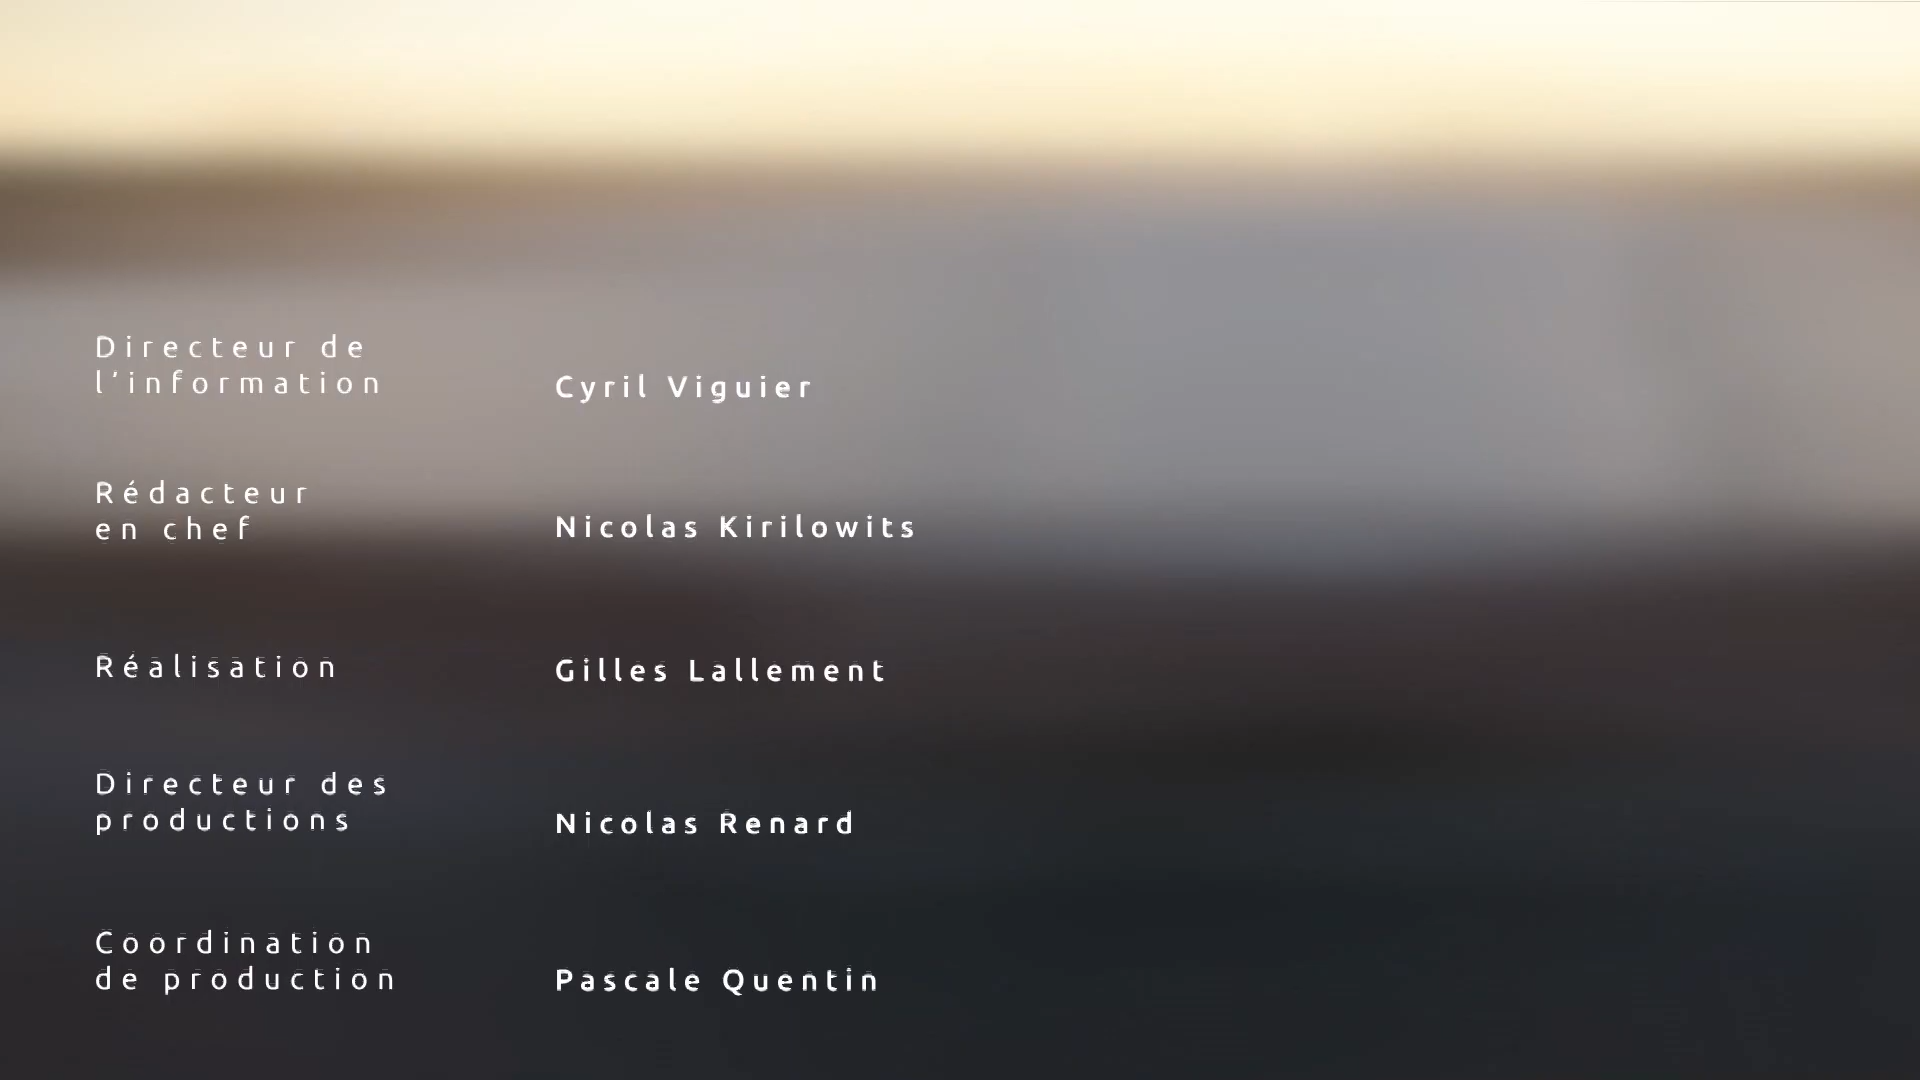 Directeur de
l'information
Cyril Viguier
Rédacteur
en chef
Nicolas Kirilowits
Réalisation
Gilles Lallement
Directeur des
productions
Nicolas Renard
Coordination
de production
Pascale Quentin